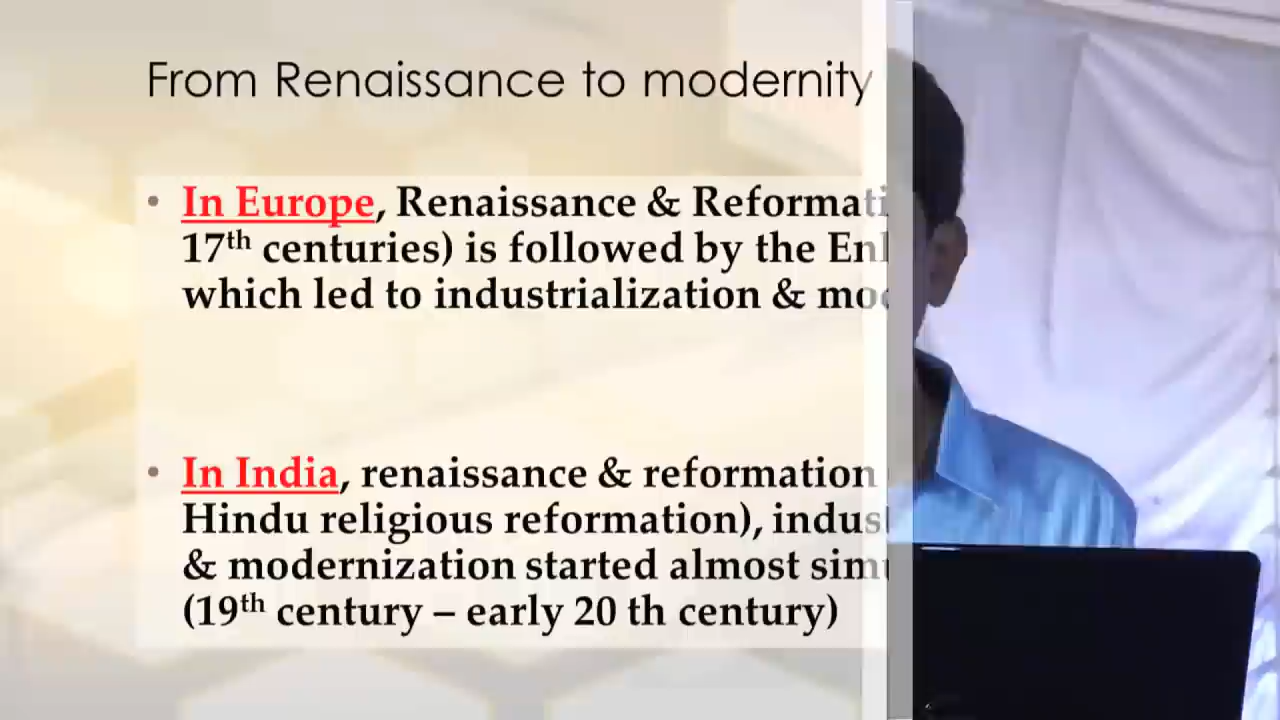 From Renaissance to modernity
• In Europe, Renaissance & Reformati
17th centuries) is followed by the En
which led to industrialization & mo
• In India, renaissance & reformation
Hindu religious reformation), indus
& modernization started almost sim
(19th century – early 20 th century)